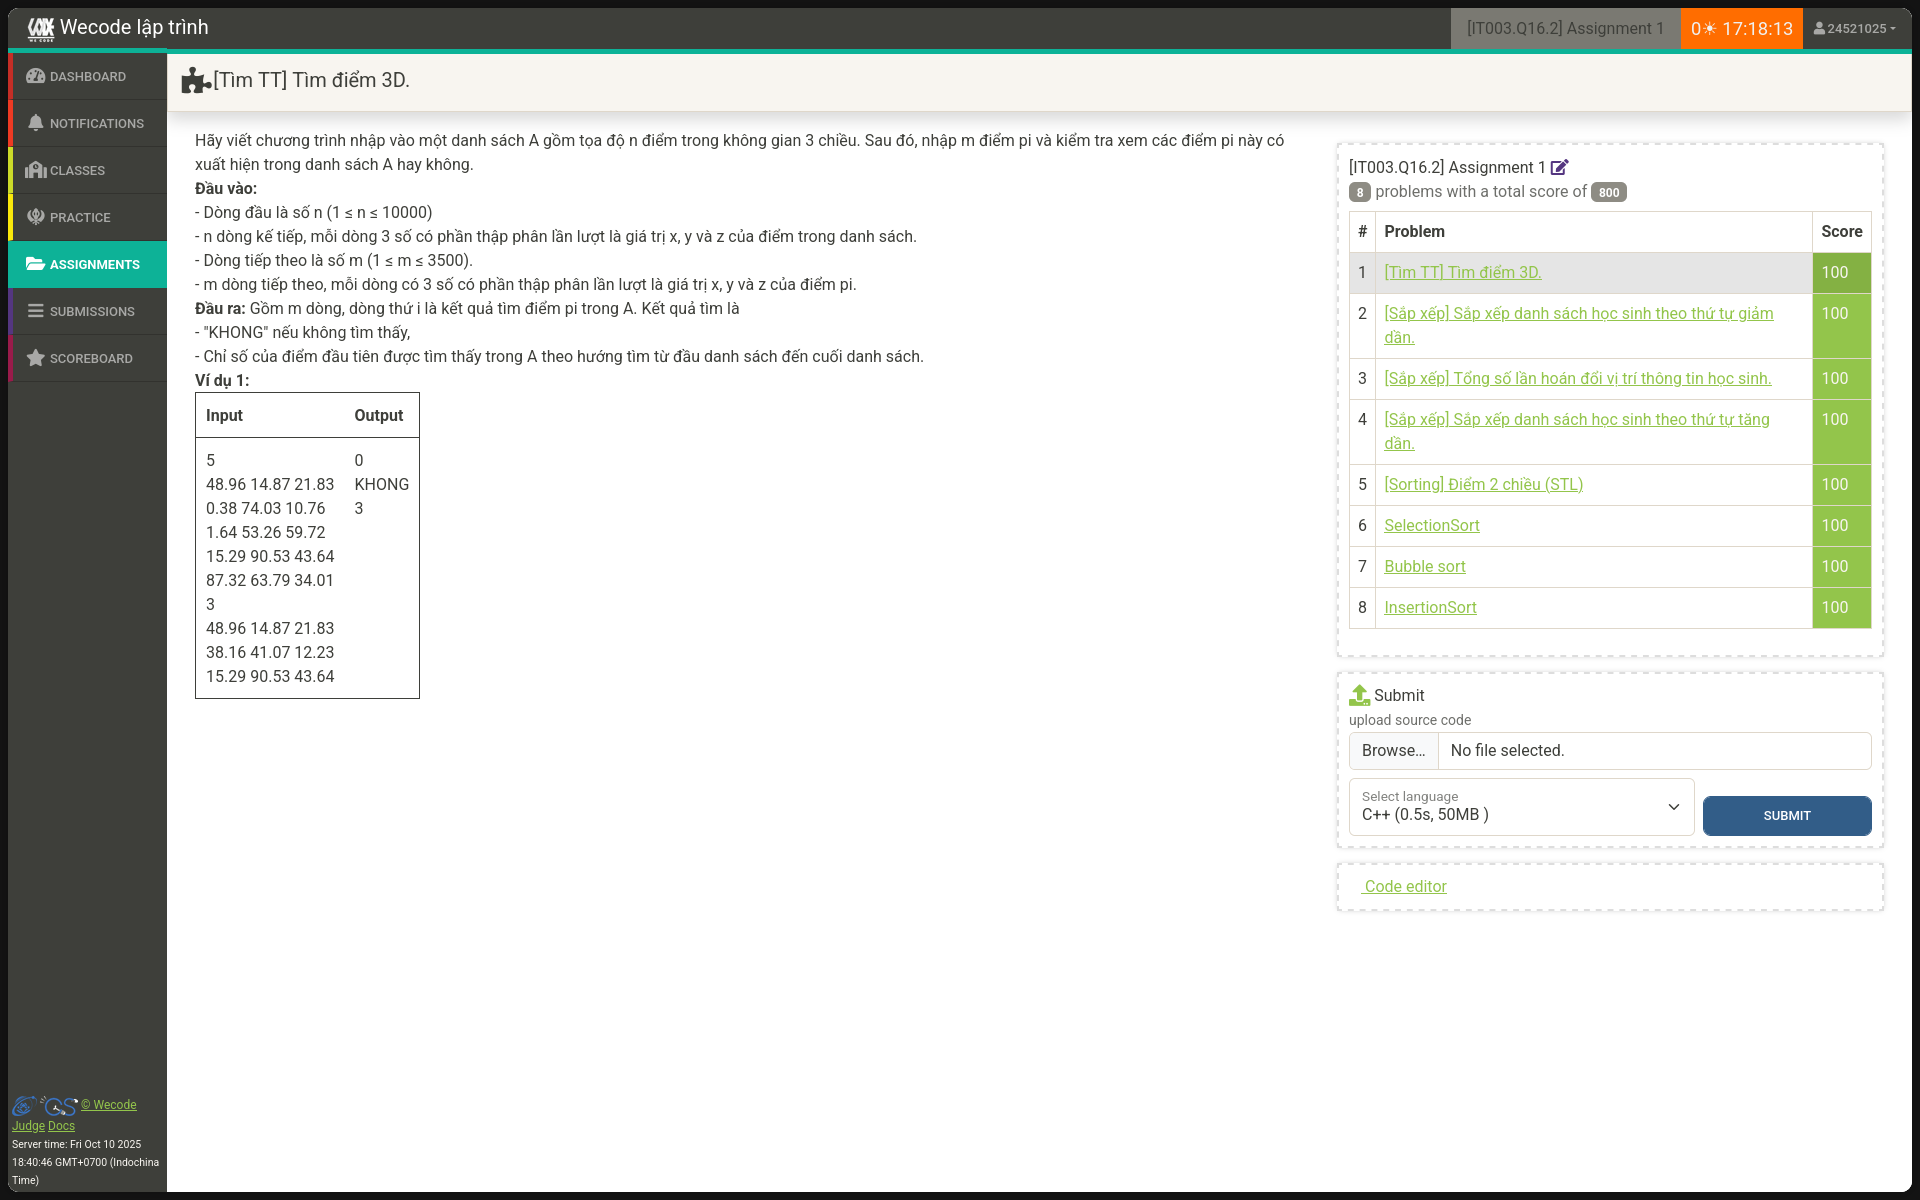 Wecode lập trình
[IT003.Q16.2] Assignment 1
0☀ 17:18:13
24521025
DASHBOARD
NOTIFICATIONS
CLASSES
PRACTICE
ASSIGNMENTS
SUBMISSIONS
SCOREBOARD
[Tìm TT] Tìm điểm 3D.
Hãy viết chương trình nhập vào một danh sách A gồm tọa độ n điểm trong không gian 3 chiều. Sau đó, nhập m điểm pi và kiểm tra xem các điểm pi này có
xuất hiện trong danh sách A hay không.
Đầu vào:
- Dòng đầu là số n (1 ≤ n ≤ 10000)
- n dòng kế tiếp, mỗi dòng 3 số có phần thập phân lần lượt là giá trị x, y và z của điểm trong danh sách.
- Dòng tiếp theo là số m (1 ≤ m ≤ 3500).
- m dòng tiếp theo, mỗi dòng có 3 số có phần thập phân lần lượt là giá trị x, y và z của điểm pi.
Đầu ra: Gồm m dòng, dòng thứ i là kết quả tìm điểm pi trong A. Kết quả tìm là
- "KHONG" nếu không tìm thấy,
- Chỉ số của điểm đầu tiên được tìm thấy trong A theo hướng tìm từ đầu danh sách đến cuối danh sách.
Ví dụ 1:
Input Output
5 0
48.96 14.87 21.83 KHONG
0.38 74.03 10.76 3
1.64 53.26 59.72
15.29 90.53 43.64
87.32 63.79 34.01
3
48.96 14.87 21.83
38.16 41.07 12.23
15.29 90.53 43.64
[IT003.Q16.2] Assignment 1
8 problems with a total score of 800
# Problem Score
1 [Tìm TT] Tìm điểm 3D. 100
2 [Sắp xếp] Sắp xếp danh sách học sinh theo thứ tự giảm 100
dần.
3 [Sắp xếp] Tổng số lần hoán đổi vị trí thông tin học sinh. 100
4 [Sắp xếp] Sắp xếp danh sách học sinh theo thứ tự tăng 100
dần.
5 [Sorting] Điểm 2 chiều (STL) 100
6 SelectionSort 100
7 Bubble sort 100
8 InsertionSort 100
Submit
upload source code
Browse... No file selected.
Select language
C++ (0.5s, 50MB )
SUBMIT
Code editor
© Wecode
Judge Docs
Server time: Fri Oct 10 2025
18:40:46 GMT+0700 (Indochina
Time)